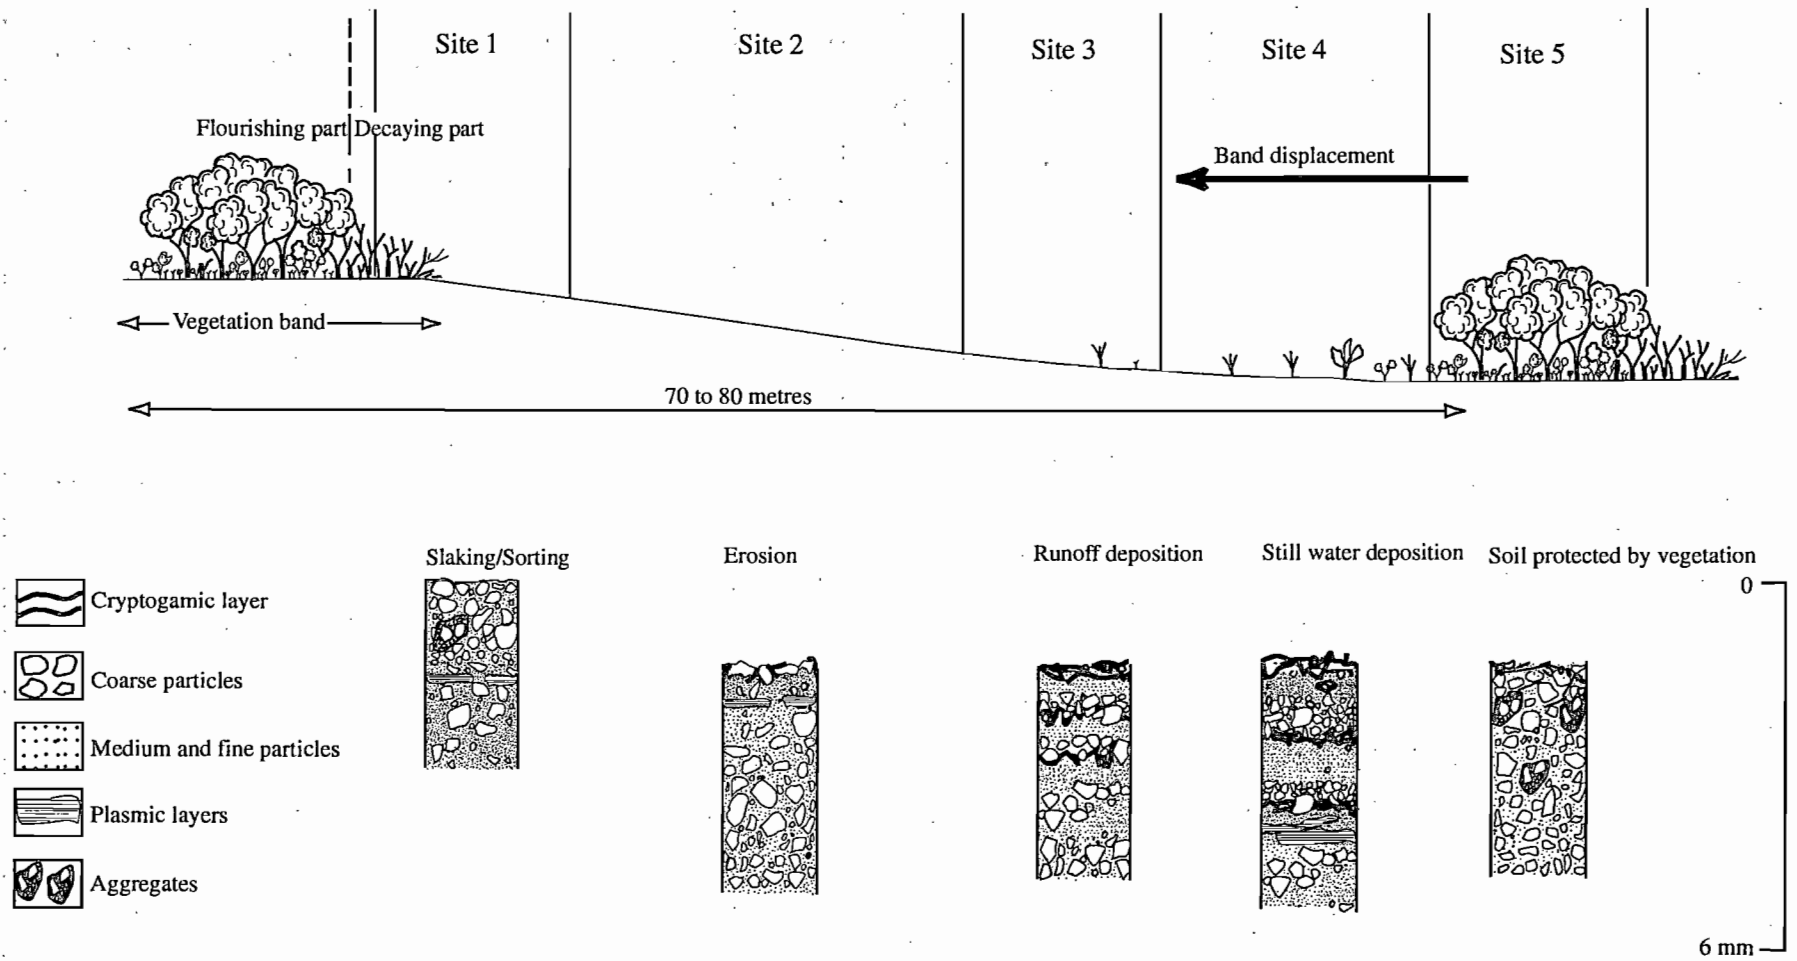 Site 1
Site 2
Site 3
Site 4
Site 5
Flourishing part
Decaying part
Band displacement
Vegetation band
70 to 80 metres
Slaking/Sorting
Erosion
Runoff deposition
Still water deposition
Soil protected by vegetation
Cryptogamic layer
Coarse particles
Medium and fine particles
Plasmic layers
Aggregates
0
6 mm